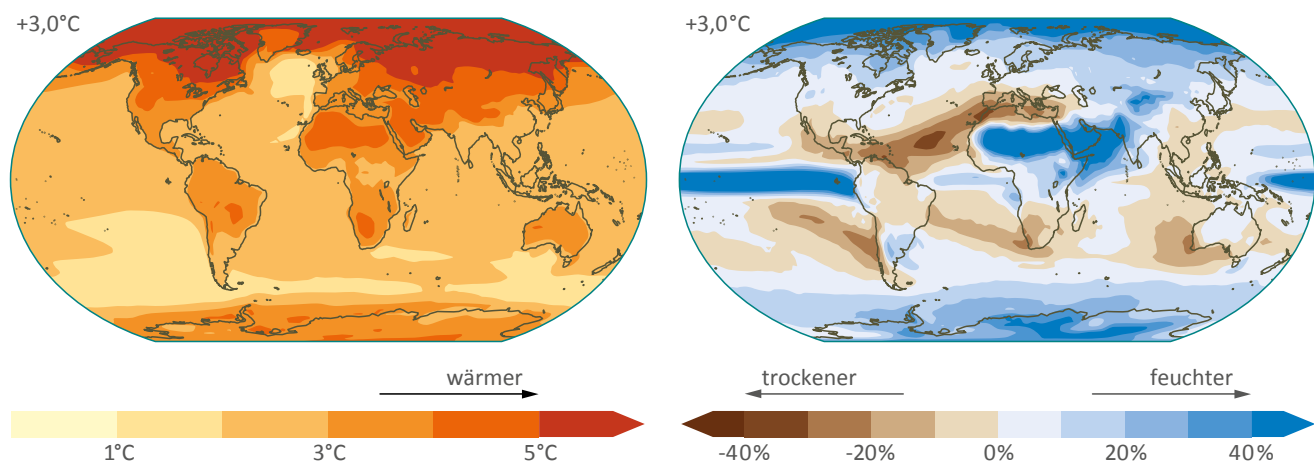 +3,0°C
+3,0°C
wärmer
trockener
feuchter
1°C
3°C
5°C
-40%
-20%
0%
20%
40%